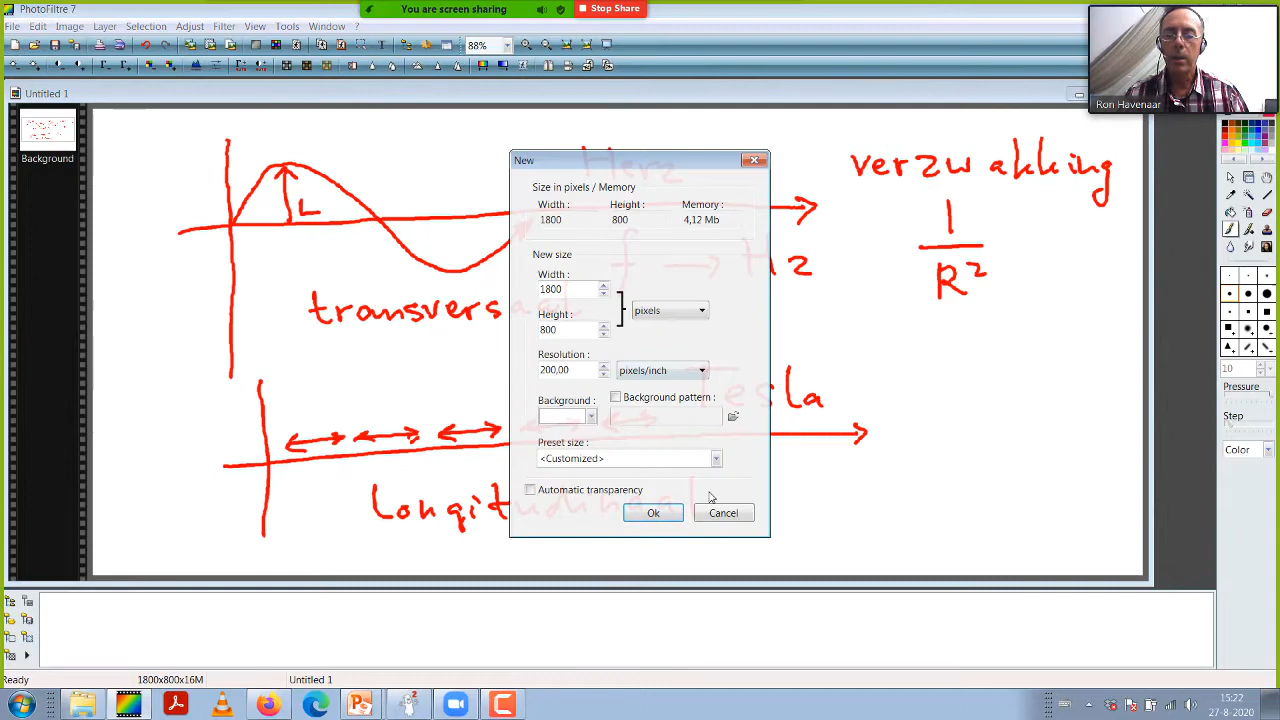 PhotoFiltre 7
You are screen sharing
Stop Share
File Edit Image Layer Selection Adjust Filter View Tools Window ?
88%
Untitled 1
Ron Havenaar
Background
Herz
verzwakking
L
1
f → Hz
R²
transvers
Tesla
longitudinaal
New
Size in pixels / Memory
Width : Height : Memory:
1800 800 4,12 Mb
New size
Width :
1800
pixels
Height :
800
Resolution :
200,00 pixels/inch
Background : Background pattern :
Preset size :
<Customized>
Automatic transparency
Ok Cancel
10
Pressure :
Step
Color
Ready 1800x800x16M Untitled 1
2
15:22
27-8-2020